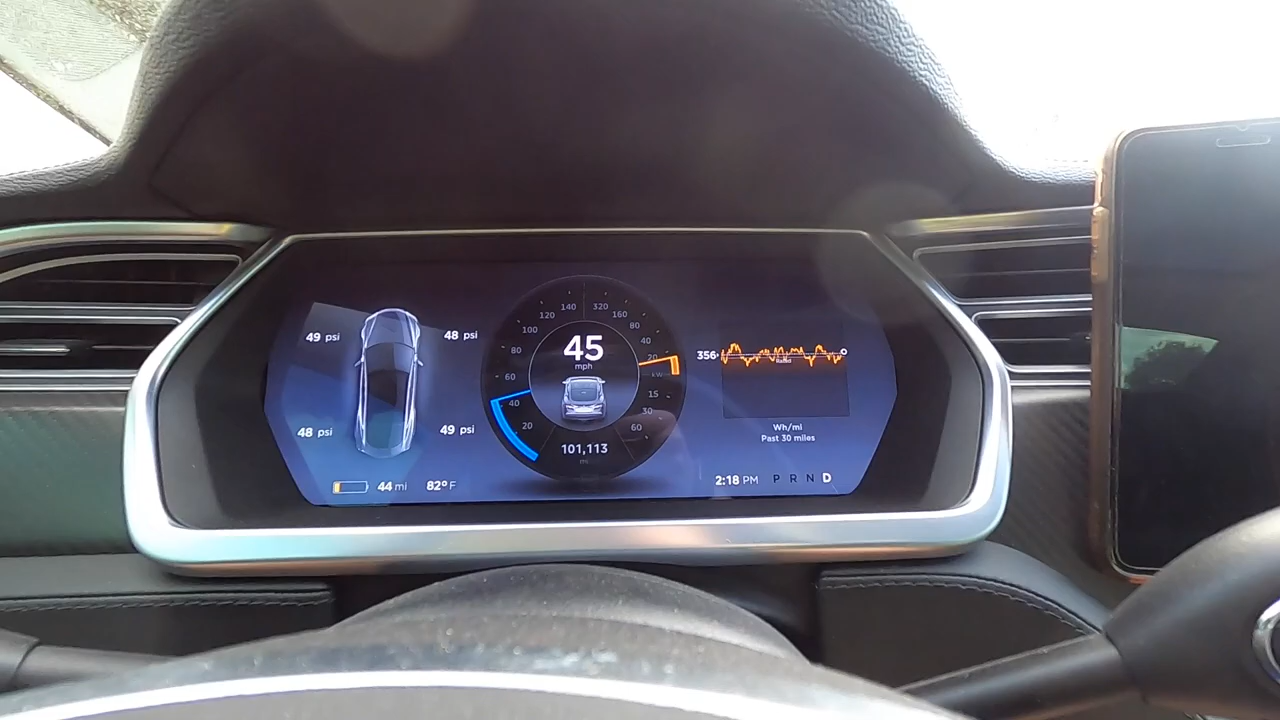 49 psi
48 psi
48 psi
49 psi
44 mi
82° F
140
320
120
160
100
80
80
40
60
20
kW
40
15
20
30
60
45
mph
101,113
mi
356
Rated
Wh/mi
Past 30 miles
2:18 PM
P R N D